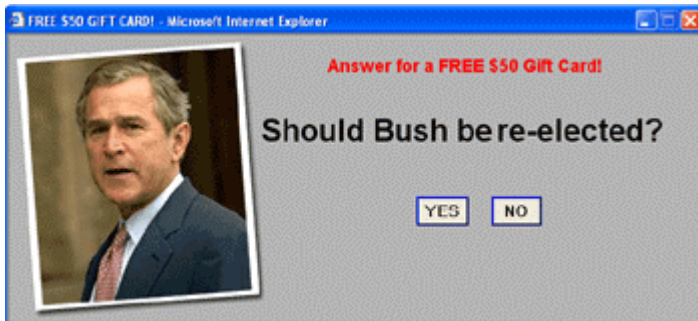 FREE $50 GIFT CARD! - Microsoft Internet Explorer
Answer for a FREE $50 Gift Card!
Should Bush be re-elected?
YES NO